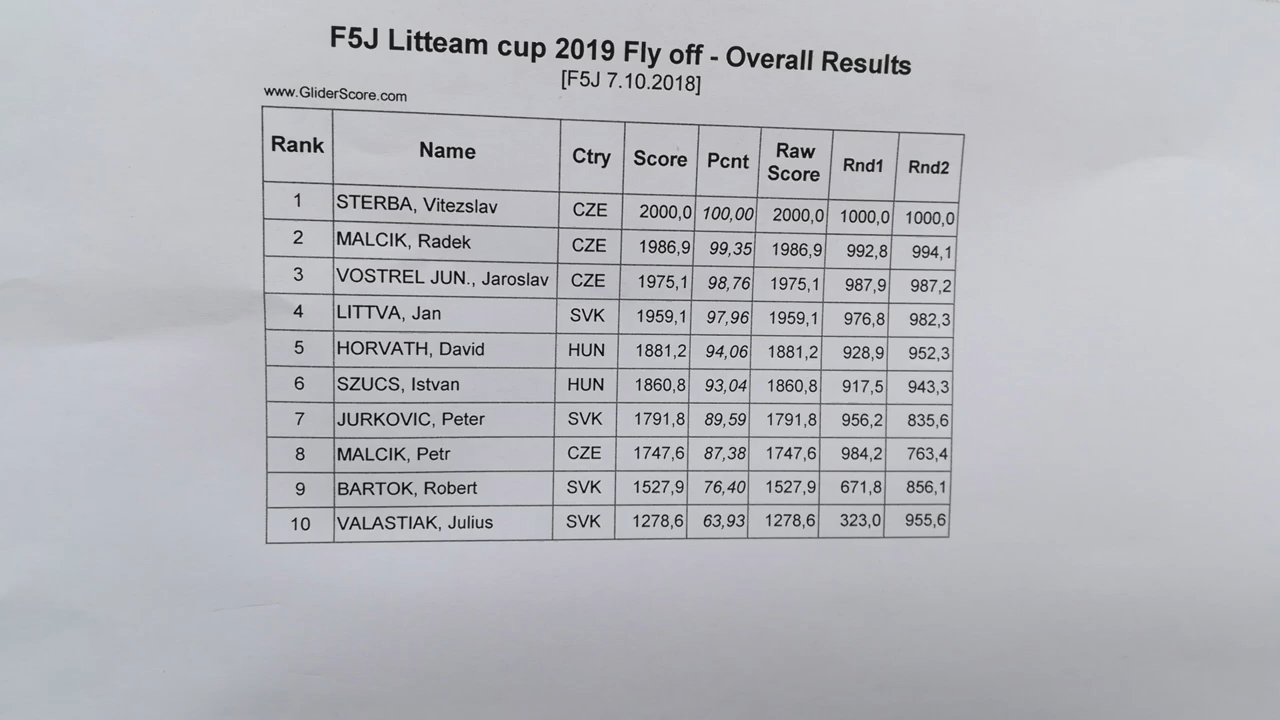 F5J Litteam cup 2019 Fly off - Overall Results
[F5J 7.10.2018]
www.GliderScore.com
Rank Name Ctry Score Pcnt Raw Score Rnd1 Rnd2
1 STERBA, Vitezslav CZE 2000,0 100,00 2000,0 1000,0 1000,0
2 MALCIK, Radek CZE 1986,9 99,35 1986,9 992,8 994,1
3 VOSTREL JUN., Jaroslav CZE 1975,1 98,76 1975,1 987,9 987,2
4 LITTVA, Jan SVK 1959,1 97,96 1959,1 976,8 982,3
5 HORVATH, David HUN 1881,2 94,06 1881,2 928,9 952,3
6 SZUCS, Istvan HUN 1860,8 93,04 1860,8 917,5 943,3
7 JURKOVIC, Peter SVK 1791,8 89,59 1791,8 956,2 835,6
8 MALCIK, Petr CZE 1747,6 87,38 1747,6 984,2 763,4
9 BARTOK, Robert SVK 1527,9 76,40 1527,9 671,8 856,1
10 VALASTIAK, Julius SVK 1278,6 63,93 1278,6 323,0 955,6